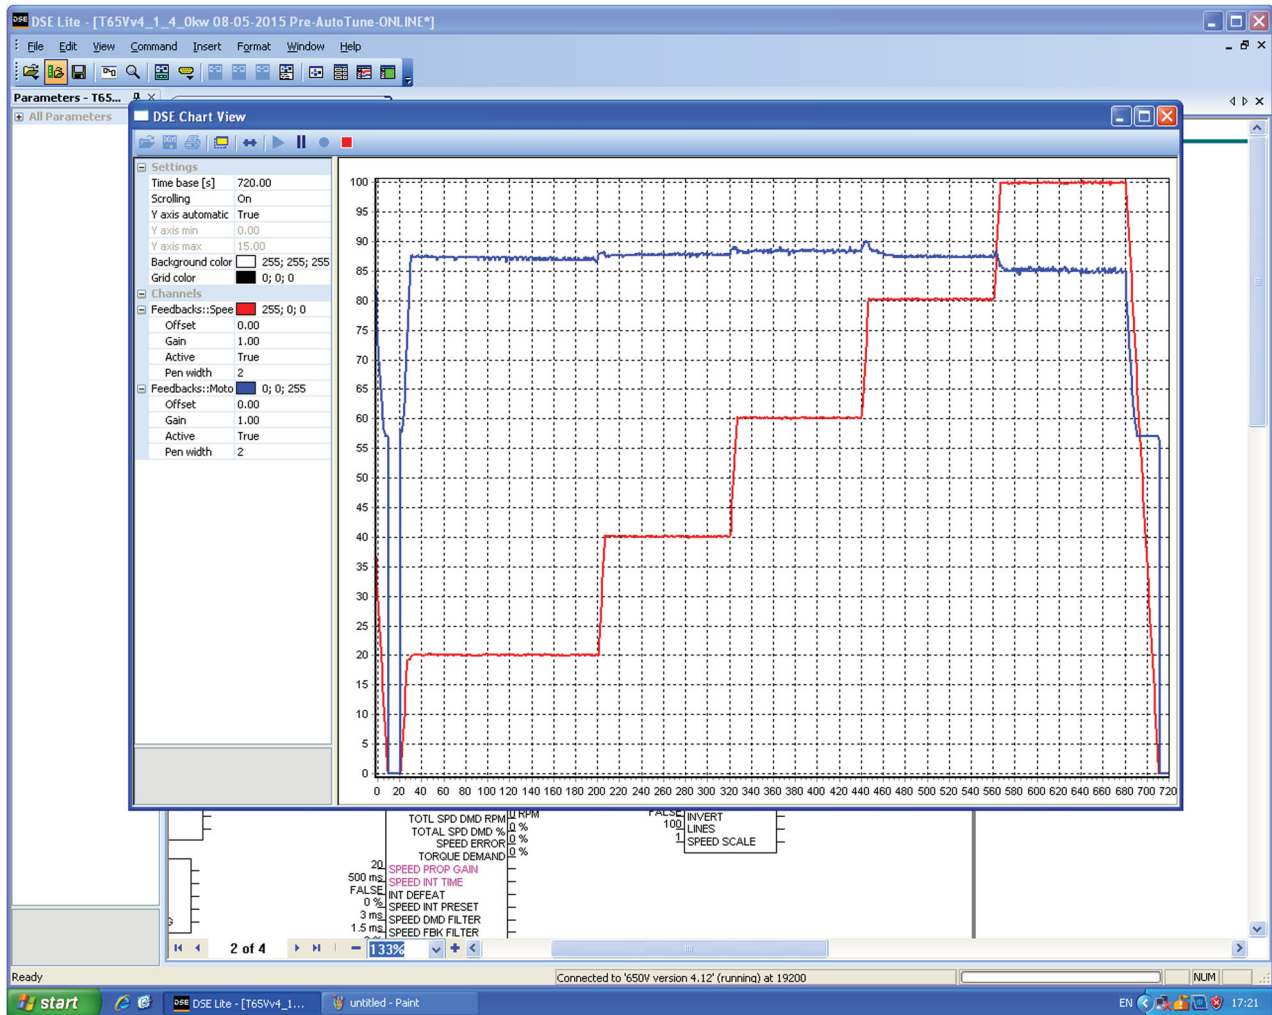 DSE Lite - [T65Vv4_1_4_0kw 08-05-2015 Pre-AutoTune-ONLINE*]
File Edit View Command Insert Format Window Help
Parameters - T65...
All Parameters
DSE Chart View
Settings
Time base [s] 720.00
Scrolling On
Y axis automatic True
Y axis min 0.00
Y axis max 15.00
Background color 255; 255; 255
Grid color 0; 0; 0
Channels
Feedbacks::Spee 255; 0; 0
Offset 0.00
Gain 1.00
Active True
Pen width 2
Feedbacks::Moto 0; 0; 255
Offset 0.00
Gain 1.00
Active True
Pen width 2
100
95
90
85
80
75
70
65
60
55
50
45
40
35
30
25
20
15
10
5
0
0 20 40 60 80 100 120 140 160 180 200 220 240 260 280 300 320 340 360 380 400 420 440 460 480 500 520 540 560 580 600 620 640 660 680 700 720
TOTL SPD DMD RPM 0 RPM
TOTAL SPD DMD % 0 %
SPEED ERROR 0 %
TORQUE DEMAND 0 %
20 SPEED PROP GAIN
500 ms SPEED INT TIME
FALSE INT DEFEAT
0 % SPEED INT PRESET
3 ms SPEED DMD FILTER
1.5 ms SPEED FBK FILTER
FALSE INVERT
100 LINES
1 SPEED SCALE
2 of 4 133%
Ready Connected to '650V version 4.12' (running) at 19200 NUM
start DSE DSE Lite - [T65Vv4_1... untitled - Paint EN 17:21